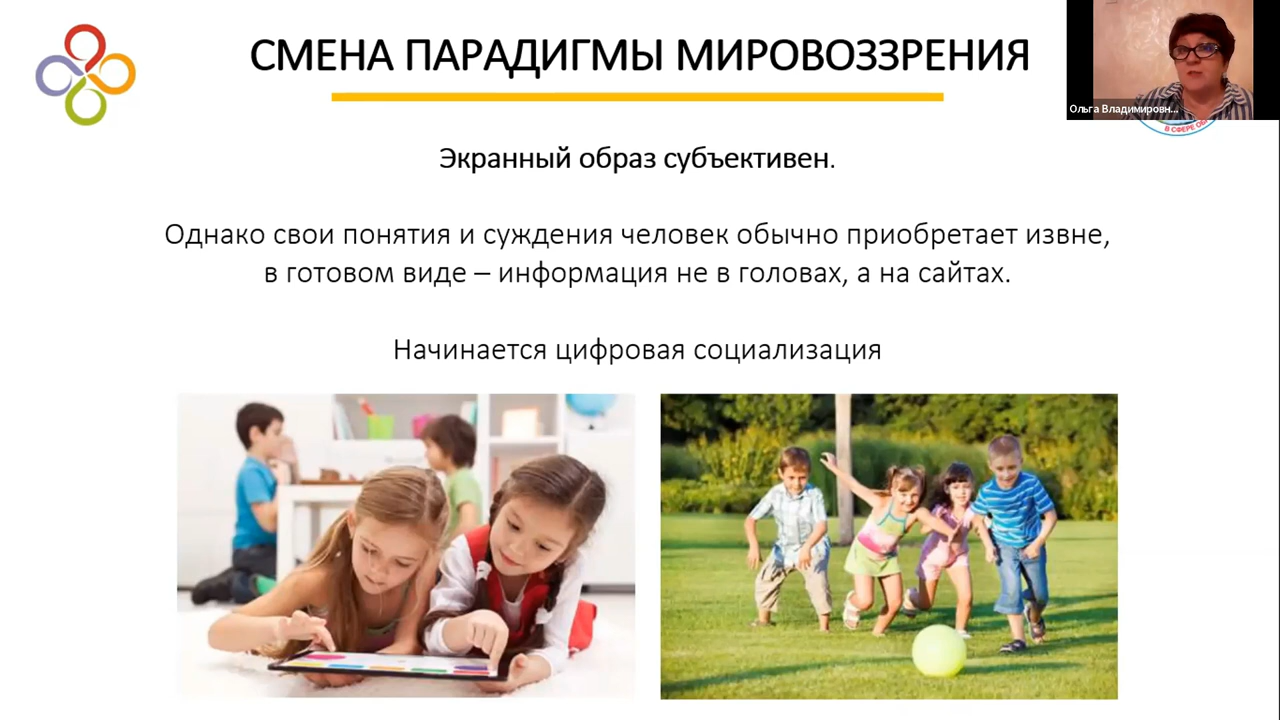 СМЕНА ПАРАДИГМЫ МИРОВОЗЗРЕНИЯ
Ольга Владимировн...
В СФЕРЕ
Экранный образ субъективен.
Однако свои понятия и суждения человек обычно приобретает извне,
в готовом виде – информация не в головах, а на сайтах.
Начинается цифровая социализация